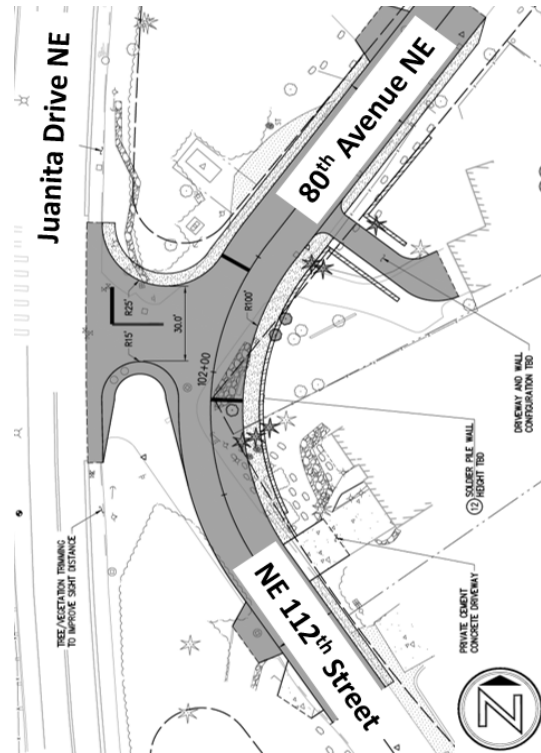 Juanita Drive NE
80th Avenue NE
R25'
R15'
30.0'
R100'
102+00
TREE/VEGETATION TRIMMING
TO IMPROVE SIGHT DISTANCE
DRIVEWAY AND WALL
CONFIGURATION TBD
12 SOLDIER PILE WALL
HEIGHT TBD
NE 112th Street
PRIVATE CEMENT
CONCRETE DRIVEWAY
N